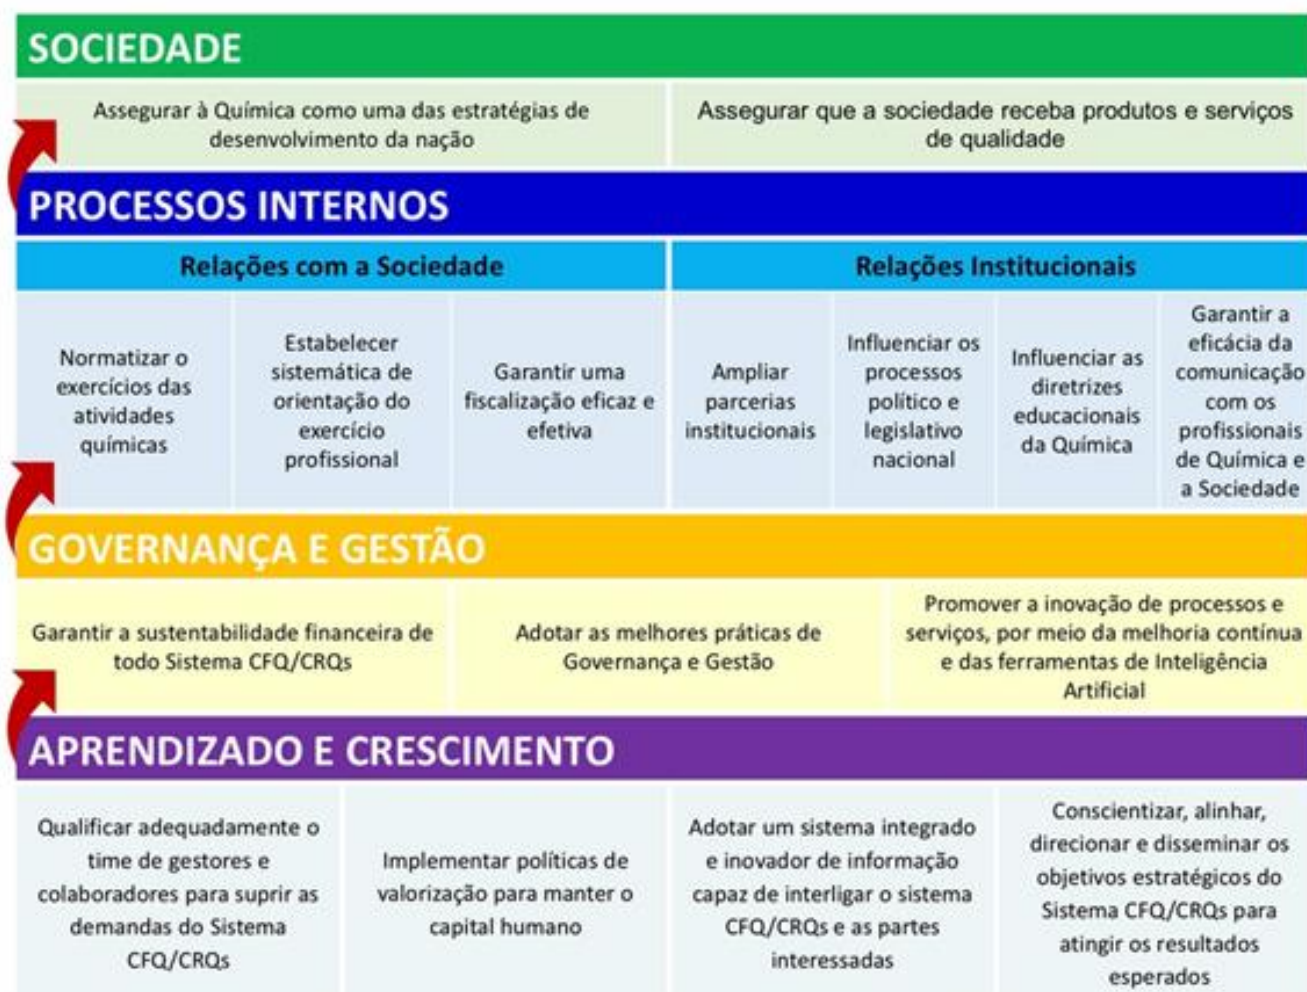 SOCIEDADE
Assegurar à Química como uma das estratégias de
desenvolvimento da nação
Assegurar que a sociedade receba produtos e serviços
de qualidade
PROCESSOS INTERNOS
Relações com a Sociedade
Relações Institucionais
Normatizar o
exercícios das
atividades
químicas
Estabelecer
sistemática de
orientação do
exercício
profissional
Garantir uma
fiscalização eficaz e
efetiva
Ampliar
parcerias
institucionais
Influenciar os
processos
político e
legislativo
nacional
Influenciar as
diretrizes
educacionais
da Química
Garantir a
eficácia da
comunicação
com os
profissionais
de Química e
a Sociedade
GOVERNANÇA E GESTÃO
Garantir a sustentabilidade financeira de
todo Sistema CFQ/CRQs
Adotar as melhores práticas de
Governança e Gestão
Promover a inovação de processos e
serviços, por meio da melhoria contínua
e das ferramentas de Inteligência
Artificial
APRENDIZADO E CRESCIMENTO
Qualificar adequadamente o
time de gestores e
colaboradores para suprir as
demandas do Sistema
CFQ/CRQs
Implementar políticas de
valorização para manter o
capital humano
Adotar um sistema integrado
e inovador de informação
capaz de interligar o sistema
CFQ/CRQs e as partes
interessadas
Conscientizar, alinhar,
direcionar e disseminar os
objetivos estratégicos do
Sistema CFQ/CRQs para
atingir os resultados
esperados